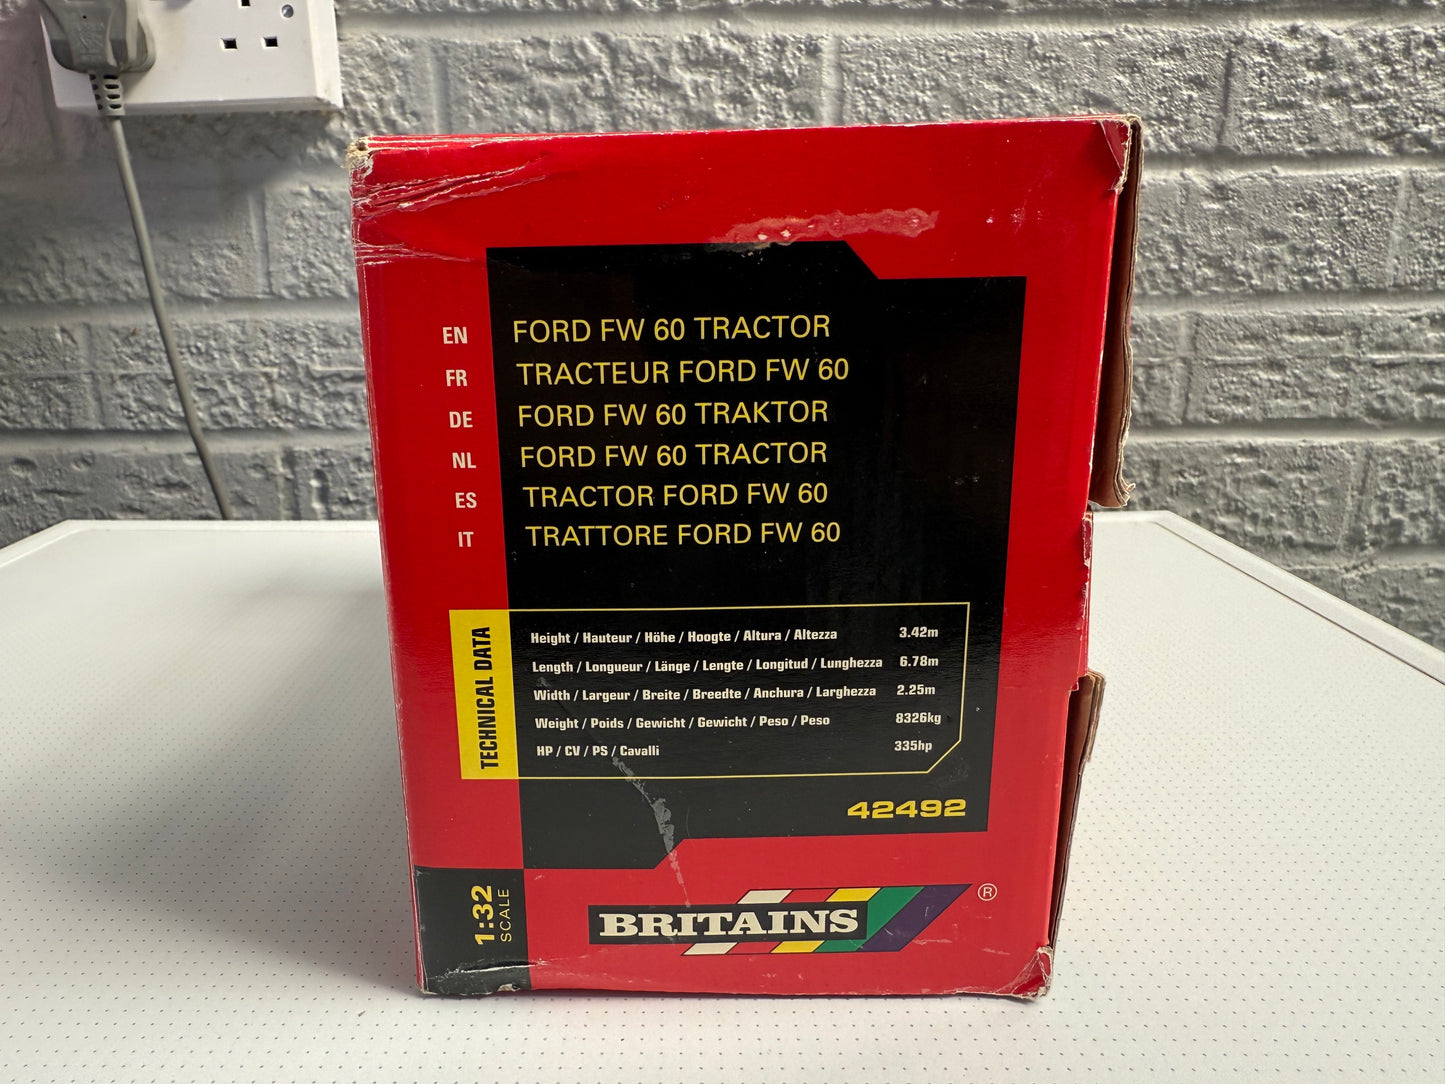 EN FORD FW 60 TRACTOR
FR TRACTEUR FORD FW 60
DE FORD FW 60 TRAKTOR
NL FORD FW 60 TRACTOR
ES TRACTOR FORD FW 60
IT TRATTORE FORD FW 60
TECHNICAL DATA
Height / Hauteur / Höhe / Hoogte / Altura / Altezza 3.42m
Length / Longueur / Länge / Lengte / Longitud / Lunghezza 6.78m
Width / Largeur / Breite / Breedte / Anchura / Larghezza 2.25m
Weight / Poids / Gewicht / Gewicht / Peso / Peso 8326kg
HP / CV / PS / Cavalli 335hp
42492
1:32
SCALE
BRITAINS ®